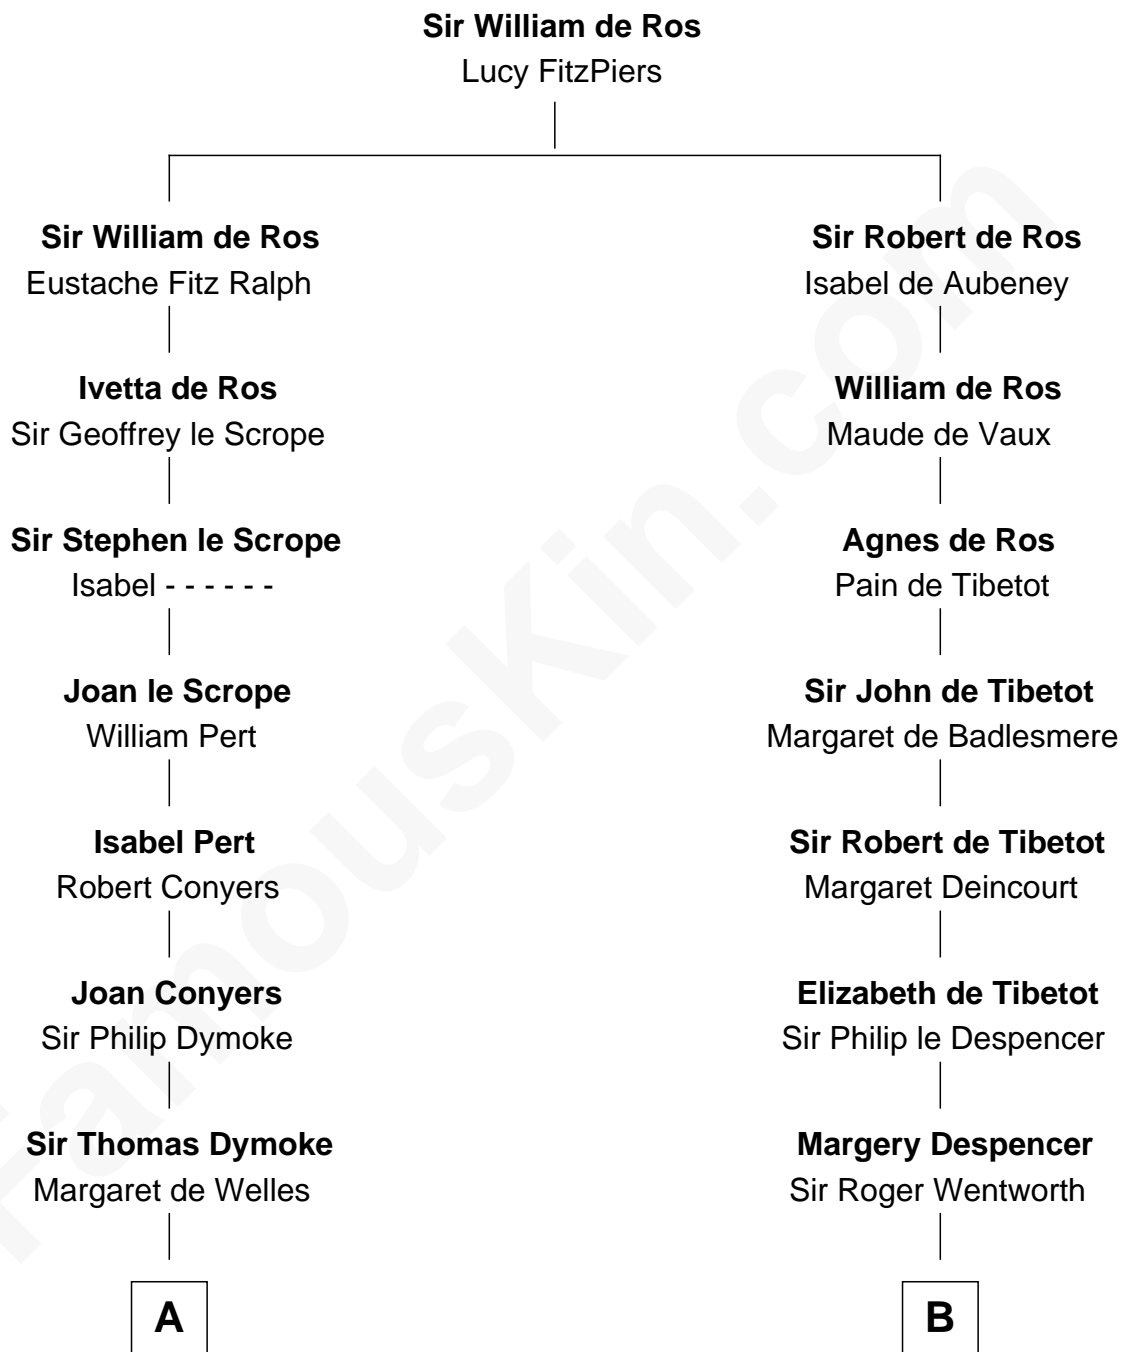 Sir William de Ros
Lucy FitzPiers
Sir William de Ros
Eustache Fitz Ralph
Sir Robert de Ros
Isabel de Aubeney
Ivetta de Ros
Sir Geoffrey le Scrope
William de Ros
Maude de Vaux
Sir Stephen le Scrope
Isabel - - - - - -
Agnes de Ros
Pain de Tibetot
Joan le Scrope
William Pert
Sir John de Tibetot
Margaret de Badlesmere
Isabel Pert
Robert Conyers
Sir Robert de Tibetot
Margaret Deincourt
Joan Conyers
Sir Philip Dymoke
Elizabeth de Tibetot
Sir Philip le Despencer
Sir Thomas Dymoke
Margaret de Welles
Margery Despencer
Sir Roger Wentworth
A
B
FamousKin.com